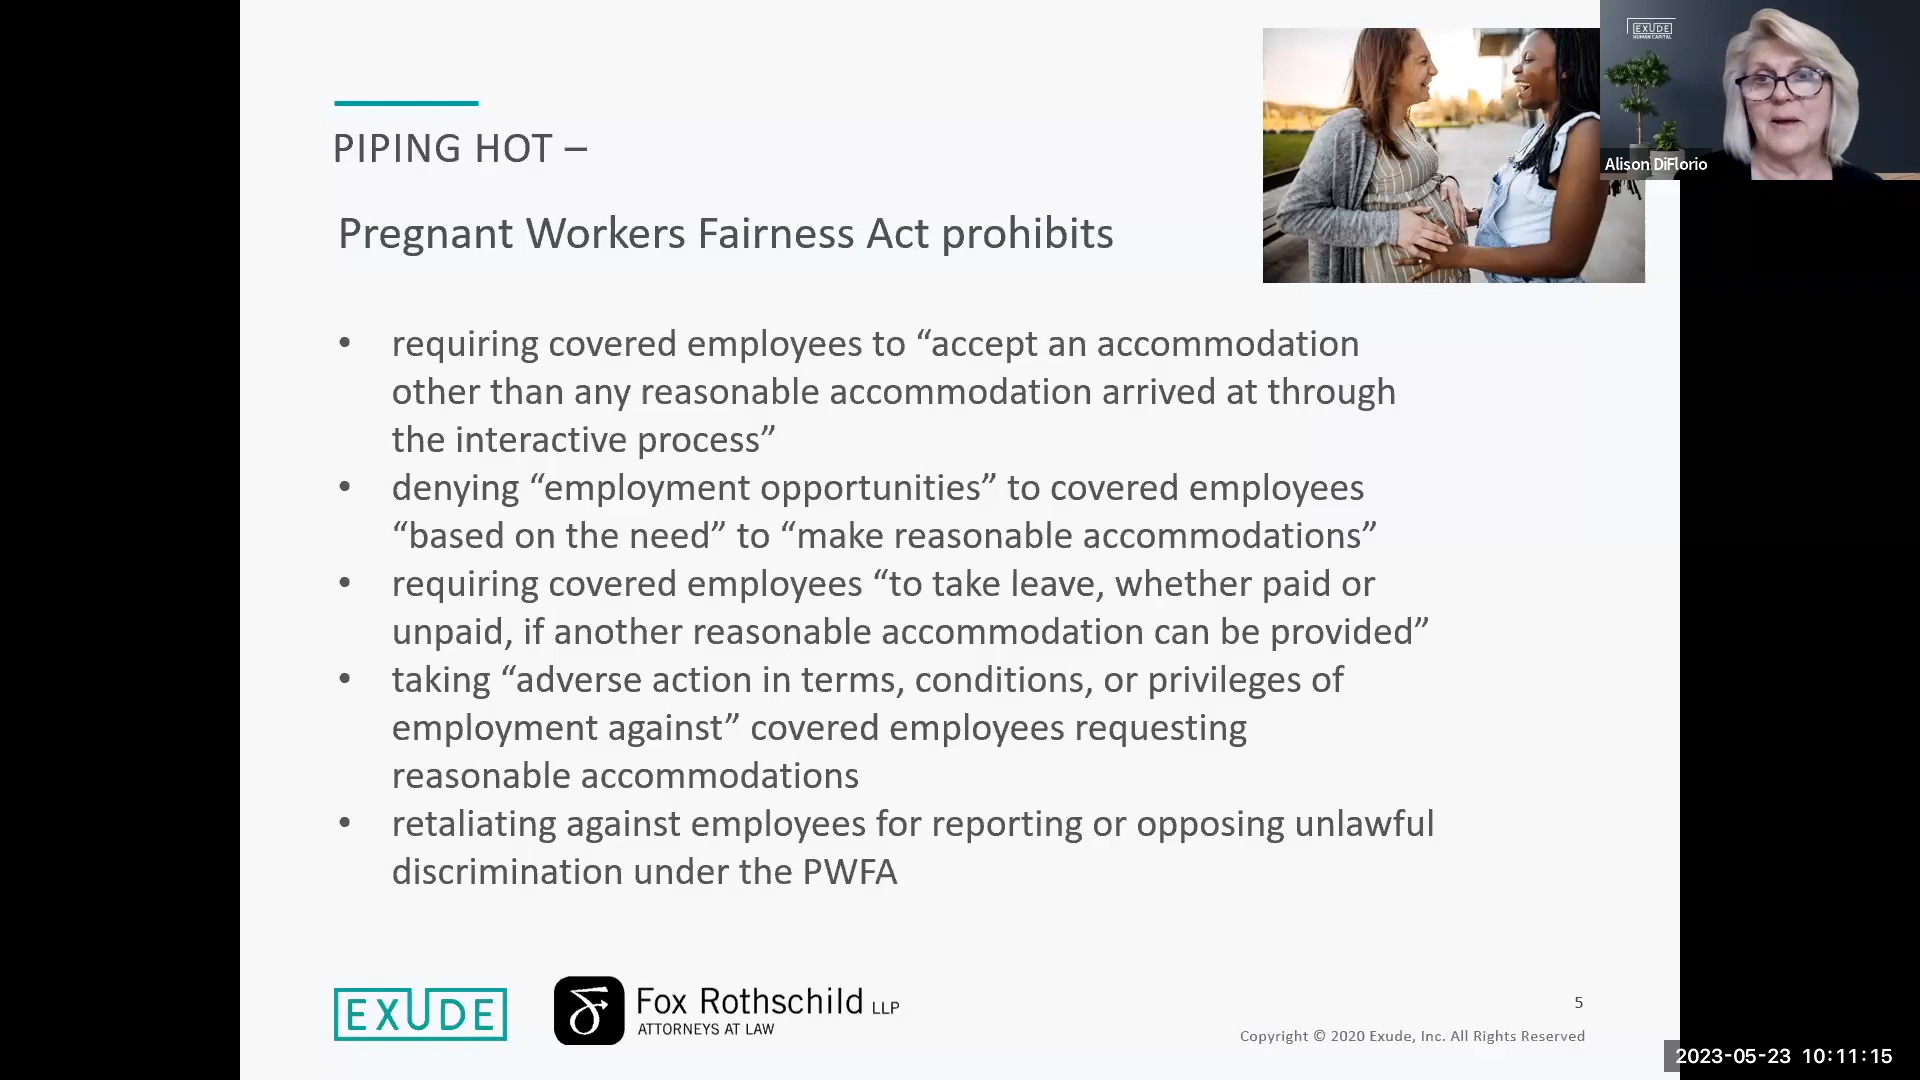 EXUDE
HUMAN CAPITAL
Alison DiFlorio
PIPING HOT –
Pregnant Workers Fairness Act prohibits
• requiring covered employees to “accept an accommodation
other than any reasonable accommodation arrived at through
the interactive process”
• denying “employment opportunities” to covered employees
“based on the need” to “make reasonable accommodations”
• requiring covered employees “to take leave, whether paid or
unpaid, if another reasonable accommodation can be provided”
• taking “adverse action in terms, conditions, or privileges of
employment against” covered employees requesting
reasonable accommodations
• retaliating against employees for reporting or opposing unlawful
discrimination under the PWFA
EXUDE
Fox Rothschild LLP
ATTORNEYS AT LAW
5
Copyright © 2020 Exude, Inc. All Rights Reserved
2023-05-23 10:11:15